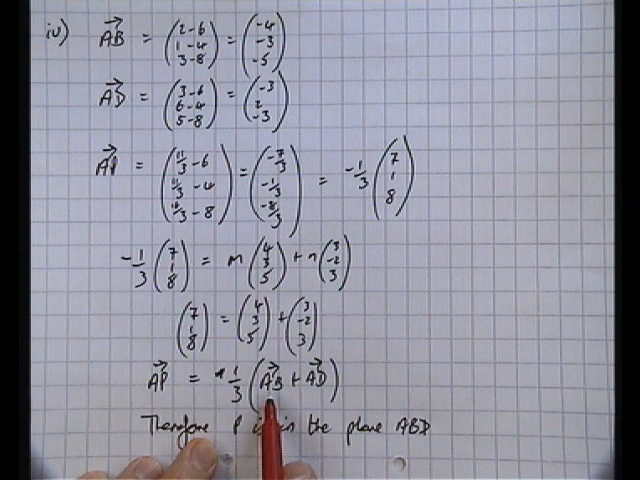 iv) AB→ = (2-6, 1-4, 3-8) = (-4, -3, -5)
AD→ = (3-6, 6-4, 5-8) = (-3, 2, -3)
AP→ = (11/3 -6, 11/3 -4, 16/3 -8) = (-7/3, -1/3, -8/3) = -1/3 (7, 1, 8)
-1/3 (7, 1, 8) = m (4, 3, 5) + n (3, -2, 3)
(7, 1, 8) = (4, 3, 5) + (3, -2, 3)
AP→ = 1/3 (AB→ + AD→)
Therefore P is in the plane ABD